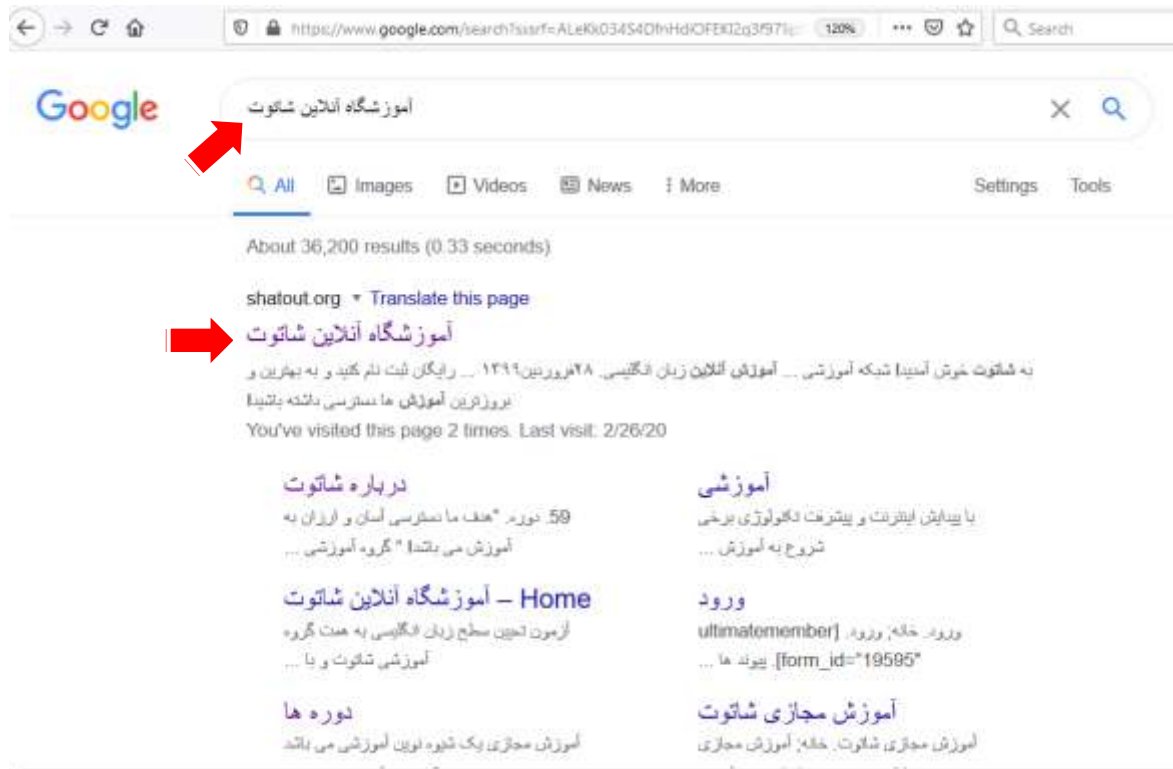 https://www.google.com/search?
120%
Search
Google
آموزشگاه آنلاین شاتوت
All
Images
Videos
News
More
Settings
Tools
About 36,200 results (0.33 seconds)
shatout.org
Translate this page
آموزشگاه آنلاین شاتوت
به شاتوت خوش آمدید! شبکه آموزشی ... آموزش آنلاین زبان انگلیسی. ۲۸فروردین۱۳۹۹ ... رایگان ثبت نام کنید و به بهترین و
بروزترین آموزش ها دسترسی داشته باشید!
You've visited this page 2 times. Last visit: 2/26/20
آموزشی
با پیدایش اینترنت و پیشرفت تکنولوژی برخی
شروع به آموزش ...
درباره شاتوت
59. دوره. "هدف ما دسترسی آسان و ارزان به
آموزش می باشد! " گروه آموزشی ...
ورود
ورود. خانه; ورود. [ultimatemember
form_id="19595"]. پیوند ها ...
Home – آموزشگاه آنلاین شاتوت
آزمون تعیین سطح زبان انگلیسی به همت گروه
آموزشی شاتوت و با ...
آموزش مجازی شاتوت
آموزش مجازی شاتوت. خانه; آموزش مجازی
دوره ها
آموزش مجازی یک شیوه نوین آموزشی می باشد